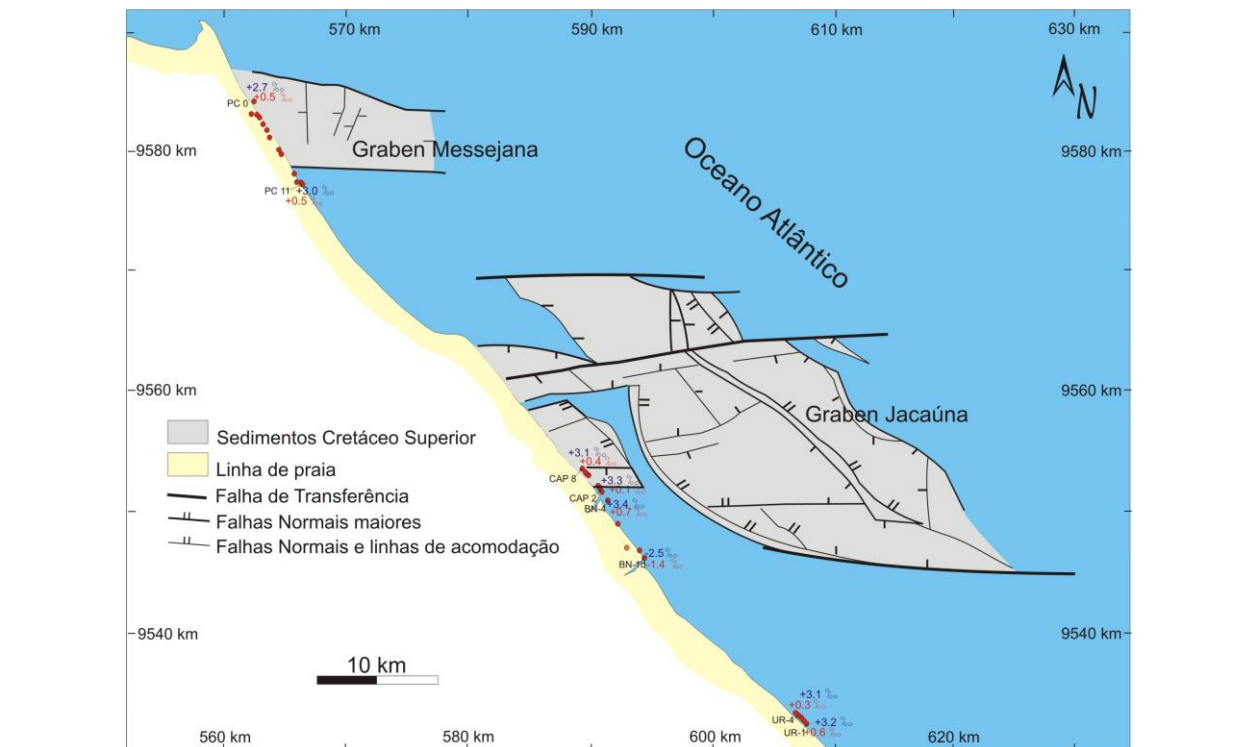 570 km
590 km
610 km
630 km
N
+2.7 ‰
+0.5 ‰
PC 0
9580 km
Graben Messejana
9580 km
PC 11 +3.0 ‰
+0.5 ‰
Oceano Atlântico
9560 km
9560 km
Graben Jacaúna
Sedimentos Cretáceo Superior
Linha de praia
Falha de Transferência
Falhas Normais maiores
Falhas Normais e linhas de acomodação
+3.1 ‰
+0.4 ‰
CAP 8
+3.3 ‰
+0.1 ‰
CAP 2
+3.4 ‰
BN-4
+0.7 ‰
-2.5 ‰
-1.4 ‰
9540 km
9540 km
10 km
+3.1 ‰
+0.3 ‰
UR-4
+3.2 ‰
UR-1
+0.6 ‰
560 km
580 km
600 km
620 km